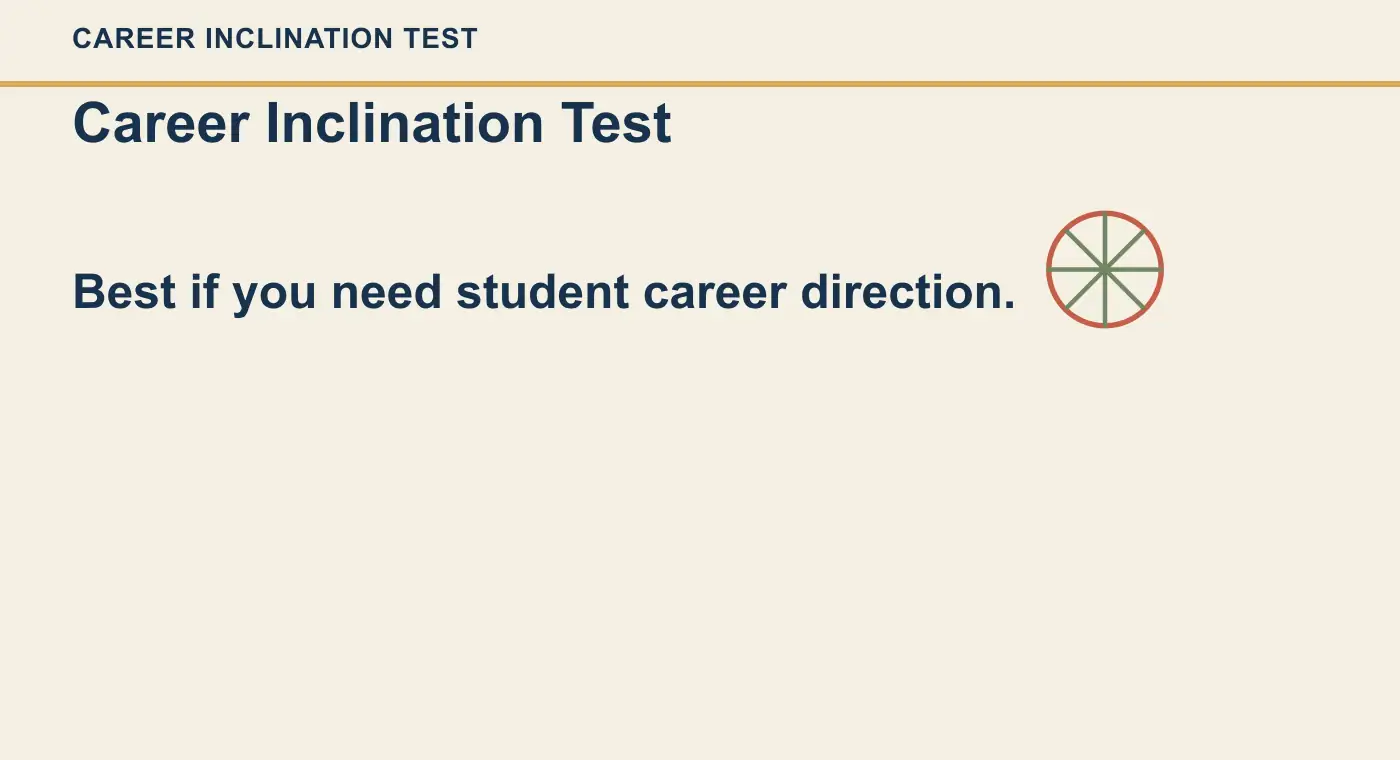 CAREER INCLINATION TEST
Career Inclination Test
Best if you need student career direction.